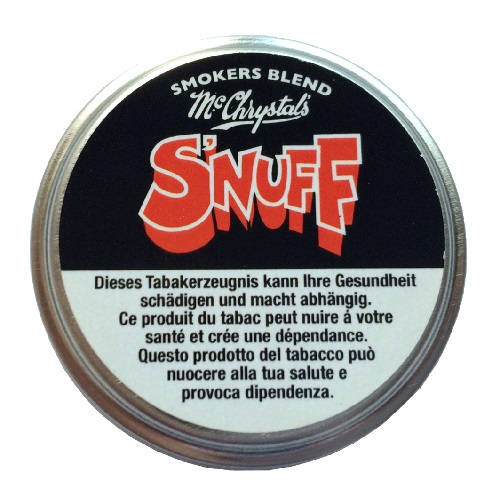 SMOKERS BLEND
McChrystal's
S'NUFF
Dieses Tabakerzeugnis kann Ihre Gesundheit
schädigen und macht abhängig.
Ce produit du tabac peut nuire á votre
santé et crée une dépendance.
Questo prodotto del tabacco può
nuocere alla tua salute e
provoca dipendenza.